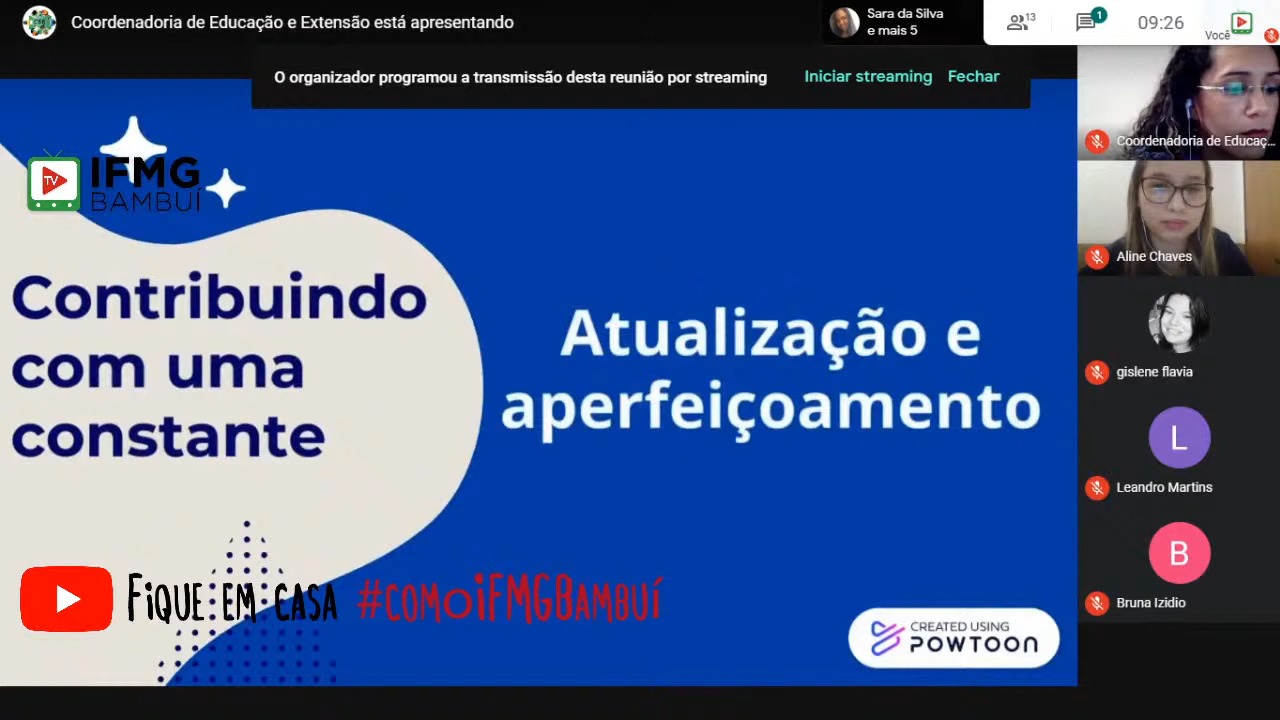 Coordenadoria de Educação e Extensão está apresentando
Sara da Silva
e mais 5
13
1
09:26
Você
O organizador programou a transmissão desta reunião por streaming
Iniciar streaming
Fechar
TV
IFMG
BAMBUÍ
Contribuindo
com uma
constante
Atualização e
aperfeiçoamento
Fique em casa #comoiFMGBambuí
CREATED USING
POWTOON
Coordenadoria de Educaç...
Aline Chaves
gislene flavia
L
Leandro Martins
B
Bruna Izidio